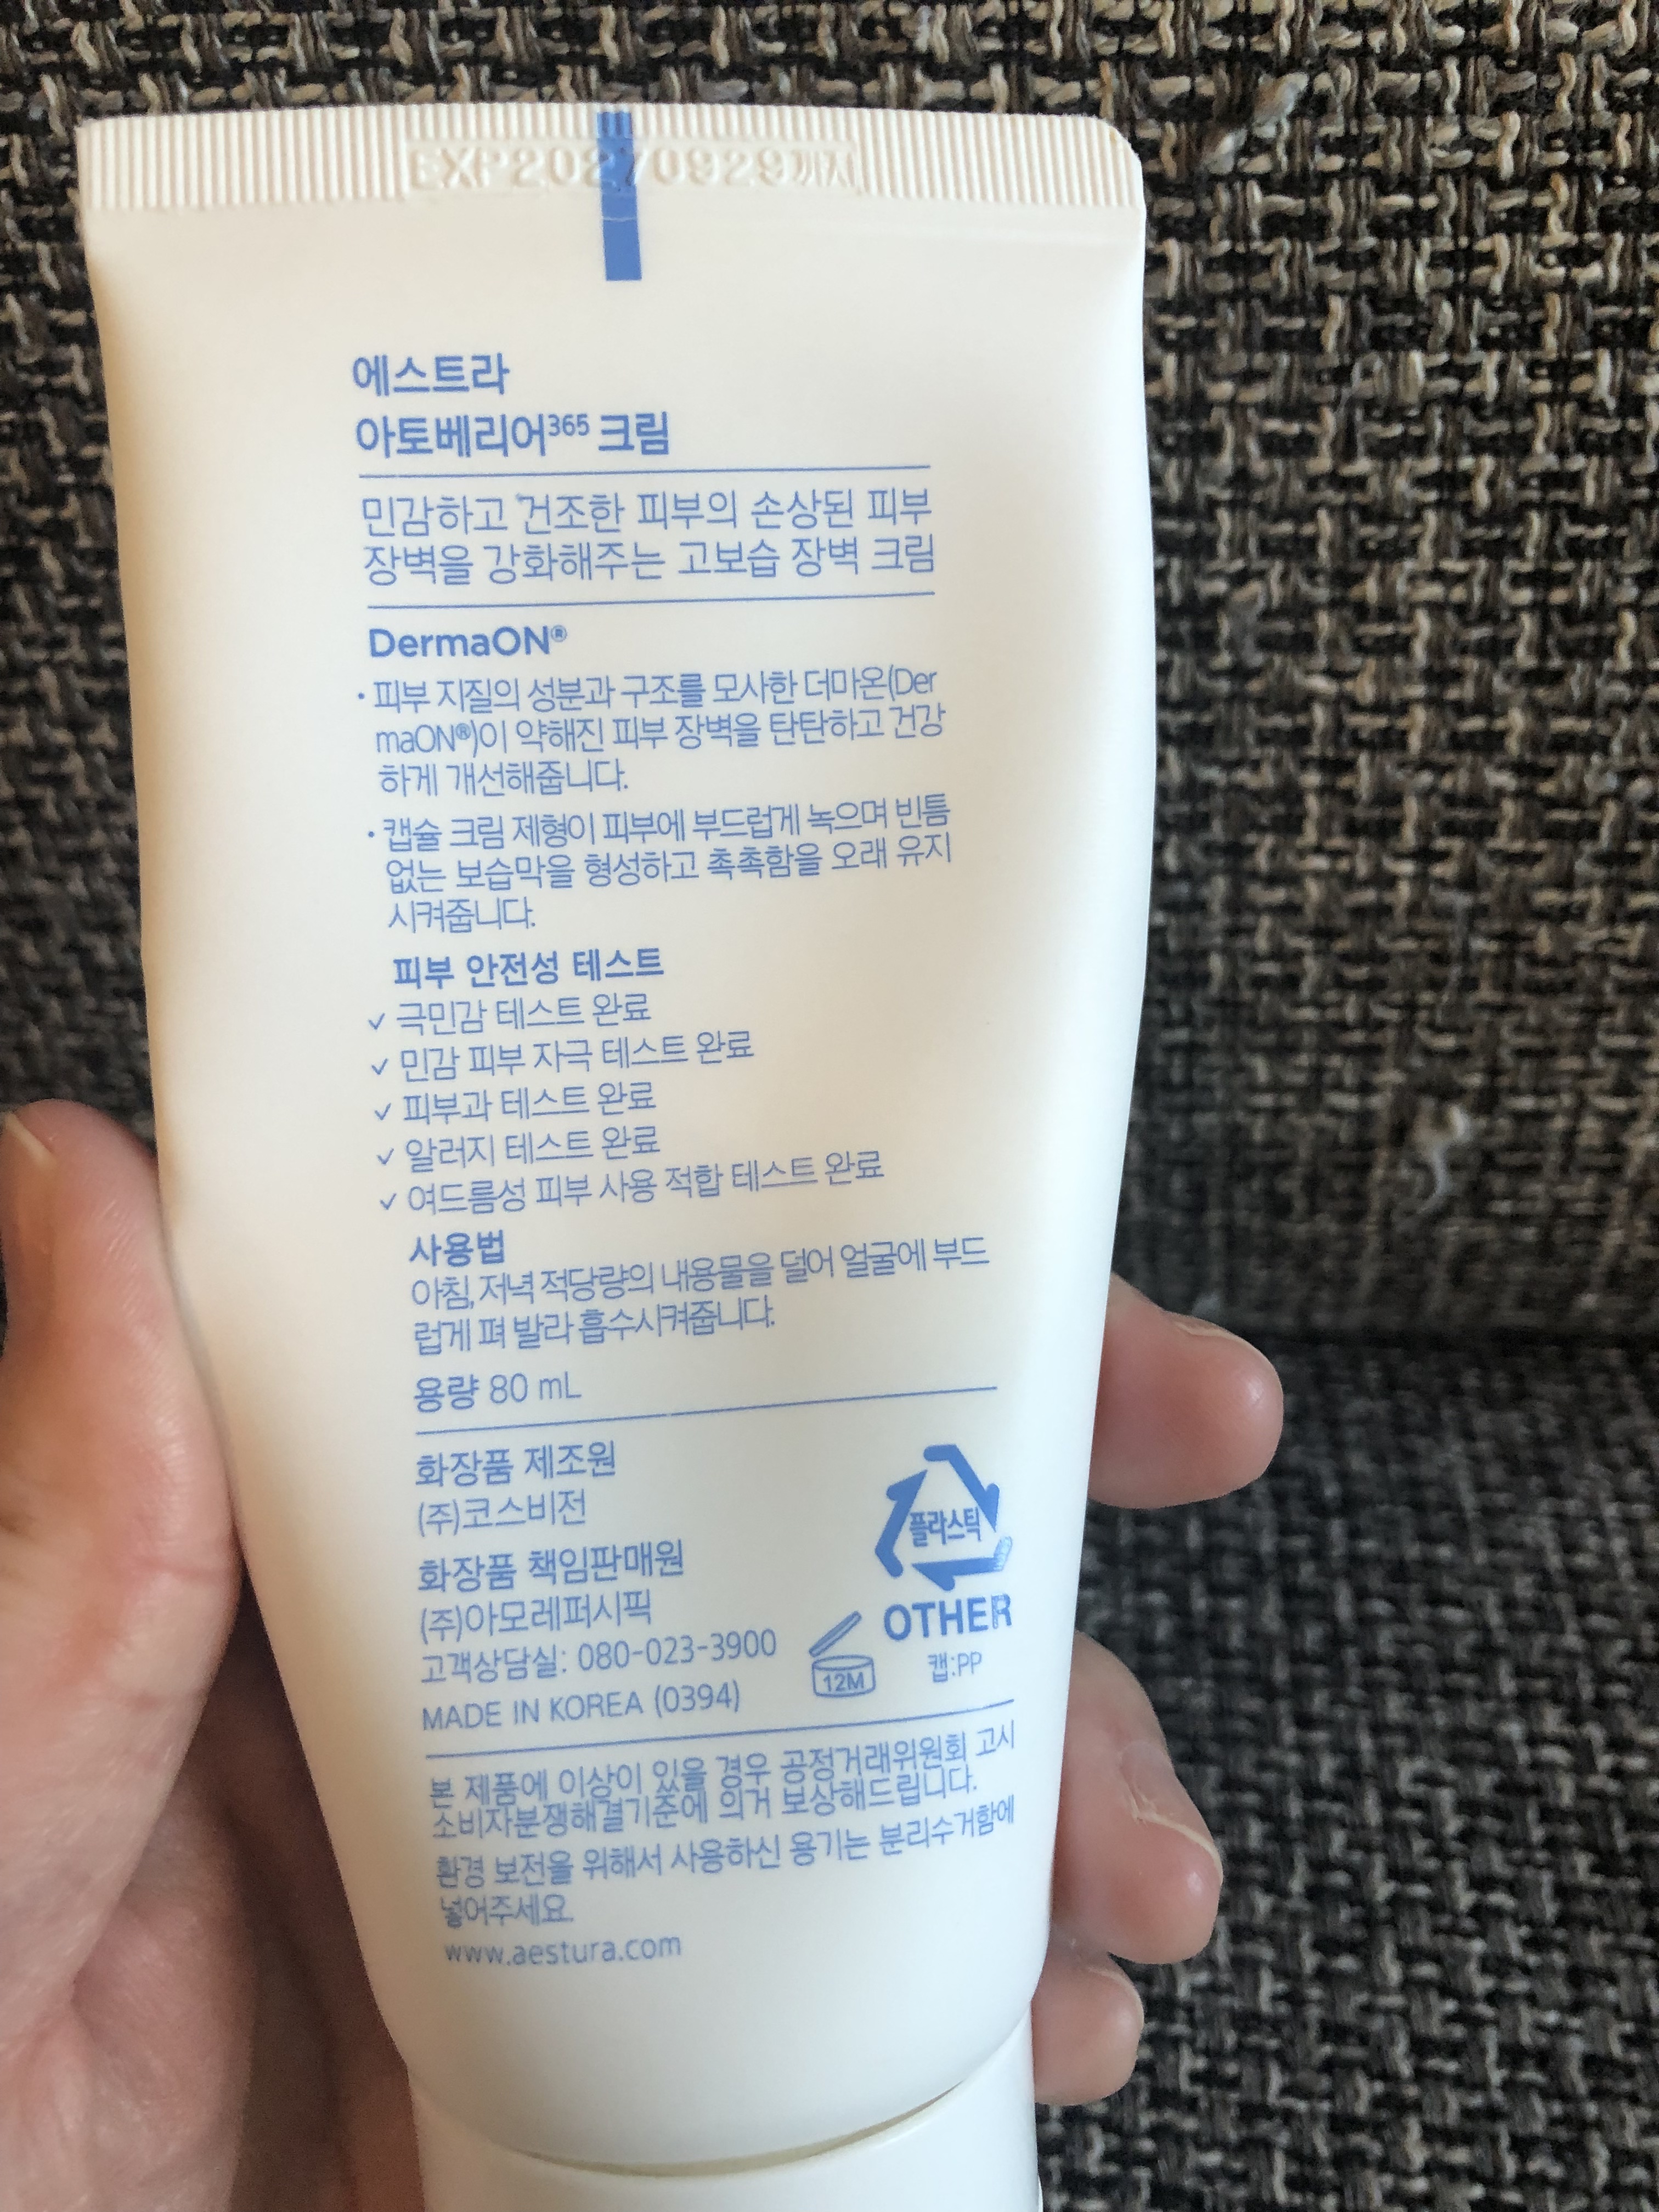 EXP20270929까지
에스트라
아토베리어365 크림
민감하고 건조한 피부의 손상된 피부
장벽을 강화해주는 고보습 장벽 크림
DermaON®
· 피부 지질의 성분과 구조를 모사한 더마온(Der
maON®)이 약해진 피부 장벽을 탄탄하고 건강
하게 개선해줍니다.
· 캡슐 크림 제형이 피부에 부드럽게 녹으며 빈틈
없는 보습막을 형성하고 촉촉함을 오래 유지
시켜줍니다.
피부 안전성 테스트
✓ 극민감 테스트 완료
✓ 민감 피부 자극 테스트 완료
✓ 피부과 테스트 완료
✓ 알러지 테스트 완료
✓ 여드름성 피부 사용 적합 테스트 완료
사용법
아침, 저녁 적당량의 내용물을 덜어 얼굴에 부드
럽게 펴 발라 흡수시켜줍니다.
용량 80 mL
화장품 제조원
(주)코스비전
화장품 책임판매원
(주)아모레퍼시픽
고객상담실: 080-023-3900
MADE IN KOREA (0394)
12M
플라스틱
OTHER
캡:PP
본 제품에 이상이 있을 경우 공정거래위원회 고시
소비자분쟁해결기준에 의거 보상해드립니다.
환경 보전을 위해서 사용하신 용기는 분리수거함에
넣어주세요.
www.aestura.com